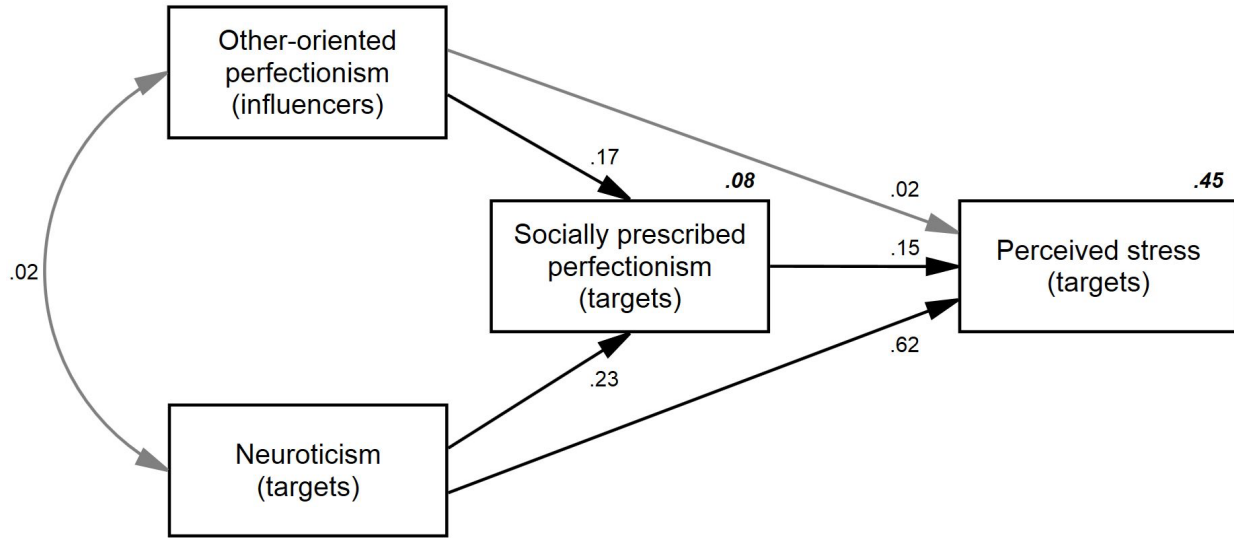 Other-oriented
perfectionism
(influencers)
.17
.08
.02
.45
Socially prescribed
perfectionism
(targets)
.15
Perceived stress
(targets)
.02
.23
.62
Neuroticism
(targets)